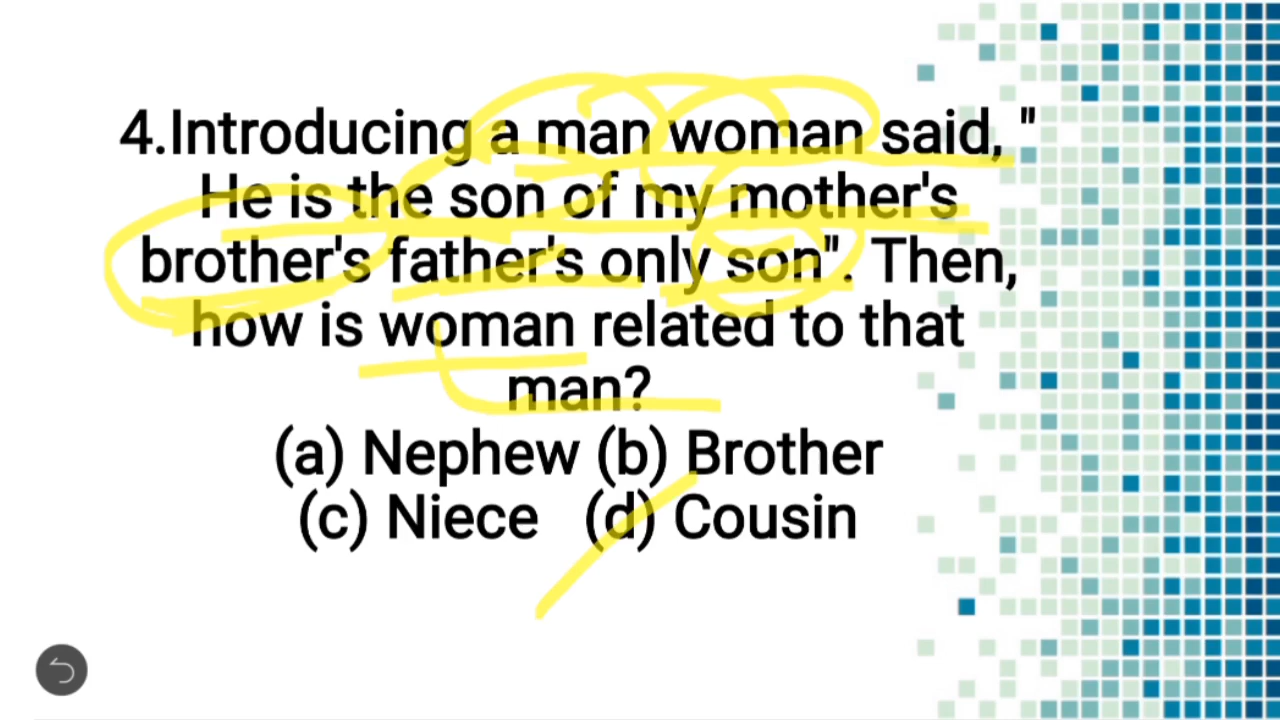 4.Introducing a man woman said, "
He is the son of my mother's
brother's father's only son". Then,
how is woman related to that
man?
(a) Nephew (b) Brother
(c) Niece (d) Cousin